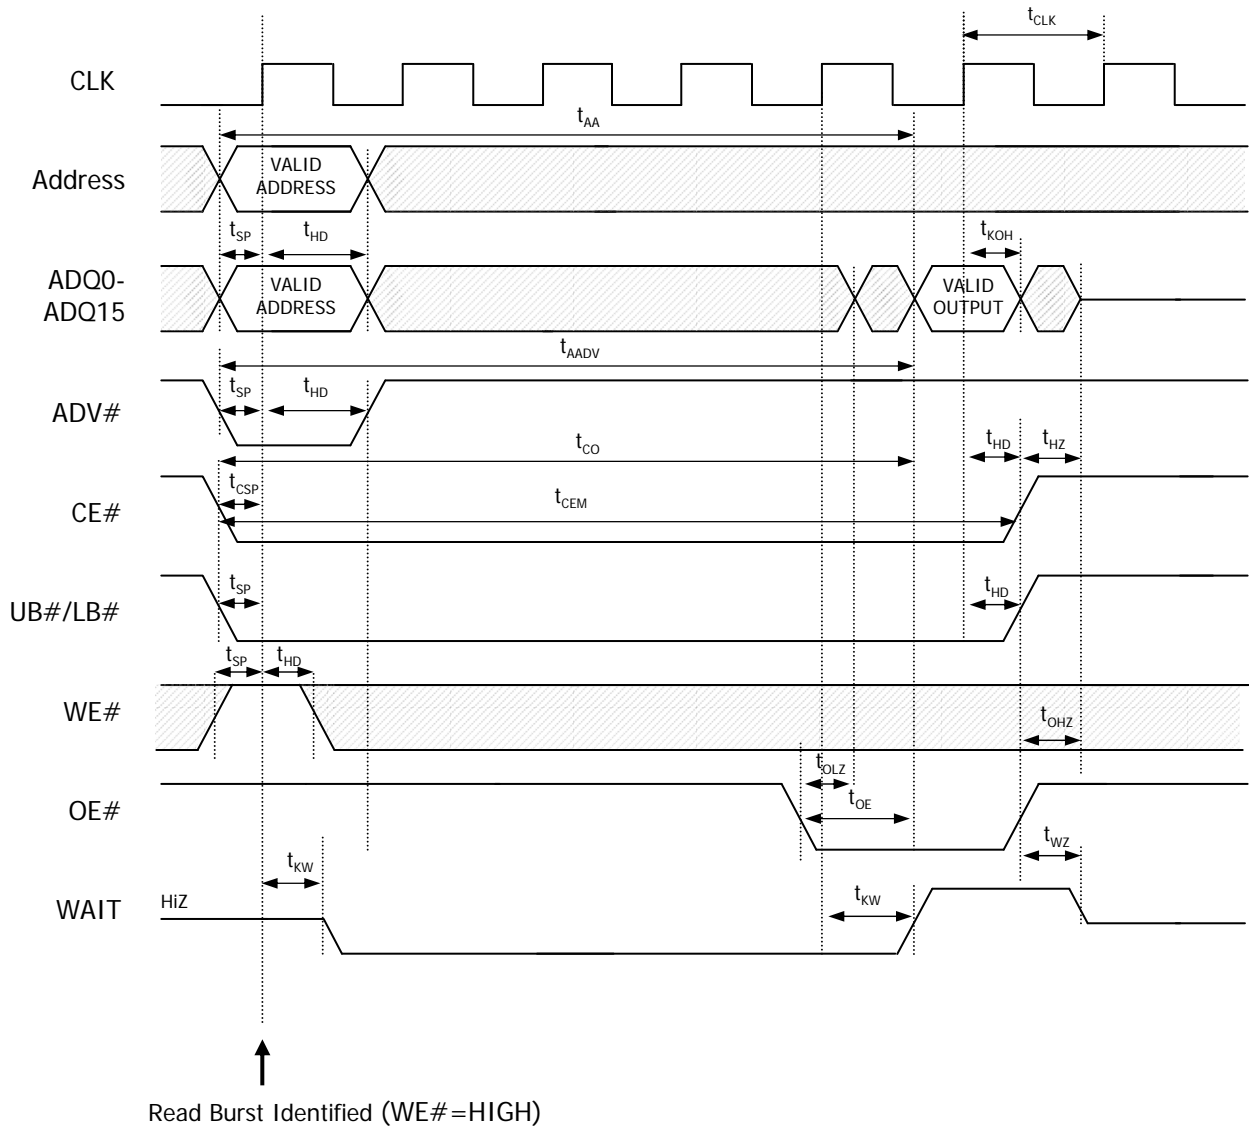 tCLK
CLK
tAA
Address
VALID
ADDRESS
tSP
tHD
tKOH
ADQ0-
ADQ15
VALID
ADDRESS
VALID
OUTPUT
tAADV
ADV#
tSP
tHD
tCO
tHD
tHZ
CE#
tCSP
tCEM
UB#/LB#
tSP
tHD
tSP
tHD
WE#
tOHZ
tOLZ
OE#
tOE
tWZ
tKW
WAIT
HiZ
tKW
Read Burst Identified (WE#=HIGH)